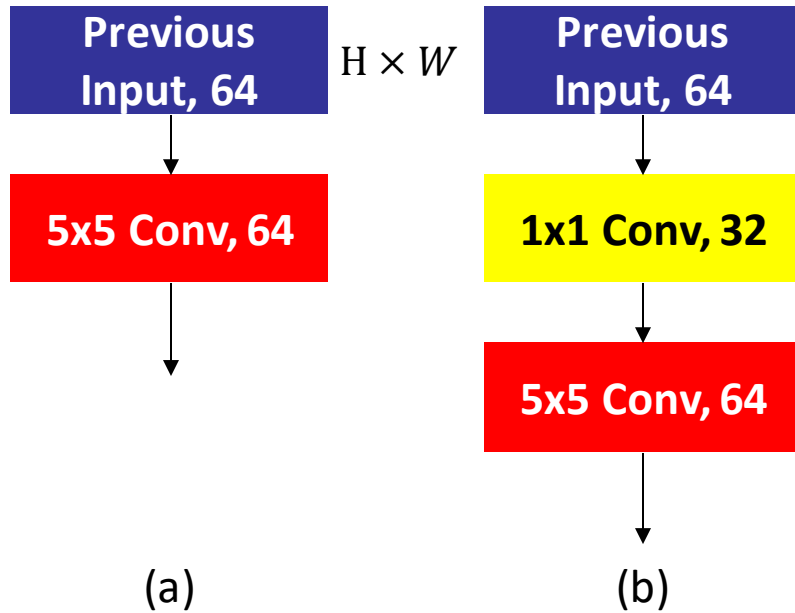 Previous
Input, 64
H × W
Previous
Input, 64
5x5 Conv, 64
1x1 Conv, 32
5x5 Conv, 64
(a)
(b)